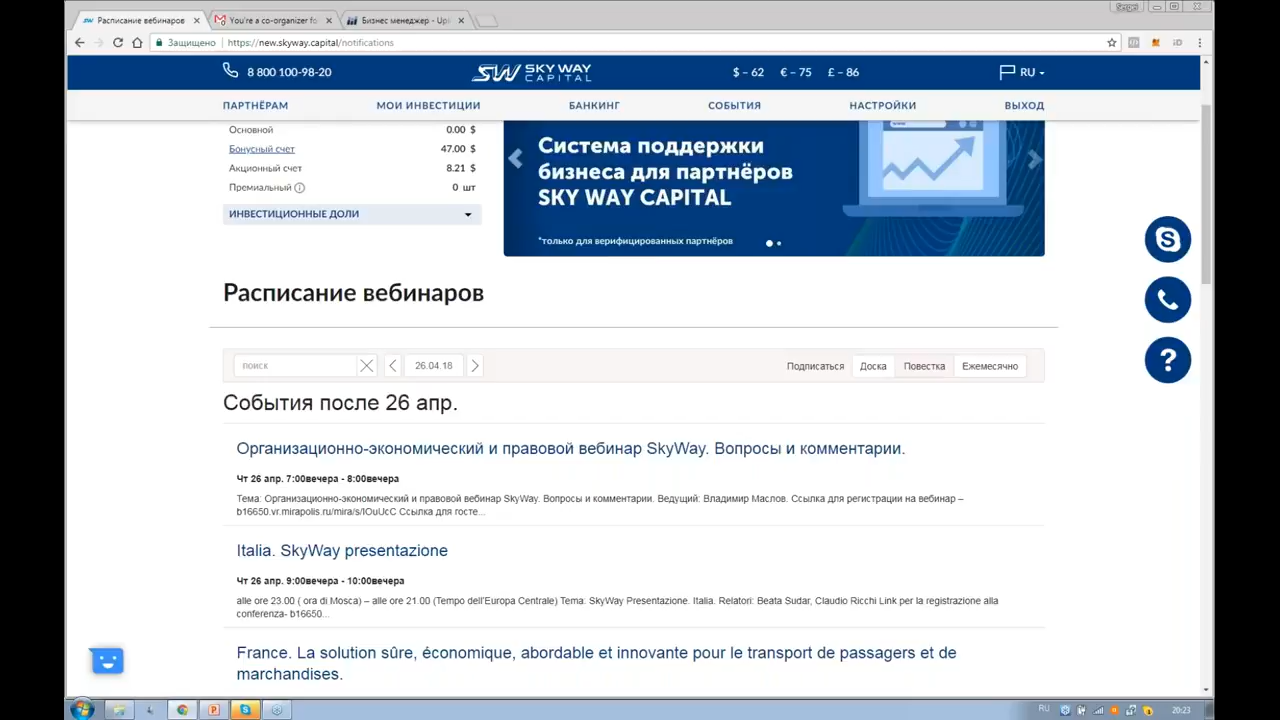 Sergei
Расписание вебинаров
You're a co-organizer fo
Бизнес менеджер - Upl
Защищено
https://new.skyway.capital/notifications
8 800 100-98-20
SW SKY WAY CAPITAL
$ – 62 € – 75 £ – 86
RU
ПАРТНЁРАМ МОИ ИНВЕСТИЦИИ БАНКИНГ СОБЫТИЯ НАСТРОЙКИ ВЫХОД
Основной 0.00 $
Бонусный счет 47.00 $
Акционный счет 8.21 $
Премиальный 0 шт
ИНВЕСТИЦИОННЫЕ ДОЛИ
Система поддержки
бизнеса для партнёров
SKY WAY CAPITAL
*только для верифицированных партнёров
Расписание вебинаров
поиск 26.04.18 Подписаться Доска Повестка Ежемесячно
События после 26 апр.
Организационно-экономический и правовой вебинар SkyWay. Вопросы и комментарии.
Чт 26 апр. 7:00вечера - 8:00вечера
Тема: Организационно-экономический и правовой вебинар SkyWay. Вопросы и комментарии. Ведущий: Владимир Маслов. Ссылка для регистрации на вебинар –
b16650.vr.mirapolis.ru/mira/s/IOuUcC Ссылка для госте...
Italia. SkyWay presentazione
Чт 26 апр. 9:00вечера - 10:00вечера
alle ore 23.00 ( ora di Mosca) – alle ore 21.00 (Tempo dell'Europa Centrale) Tema: SkyWay Presentazione. Italia. Relatori: Beata Sudar, Claudio Ricchi Link per la registrazione alla
conferenza- b16650...
France. La solution sûre, économique, abordable et innovante pour le transport de passagers et de
marchandises.
RU
20:23